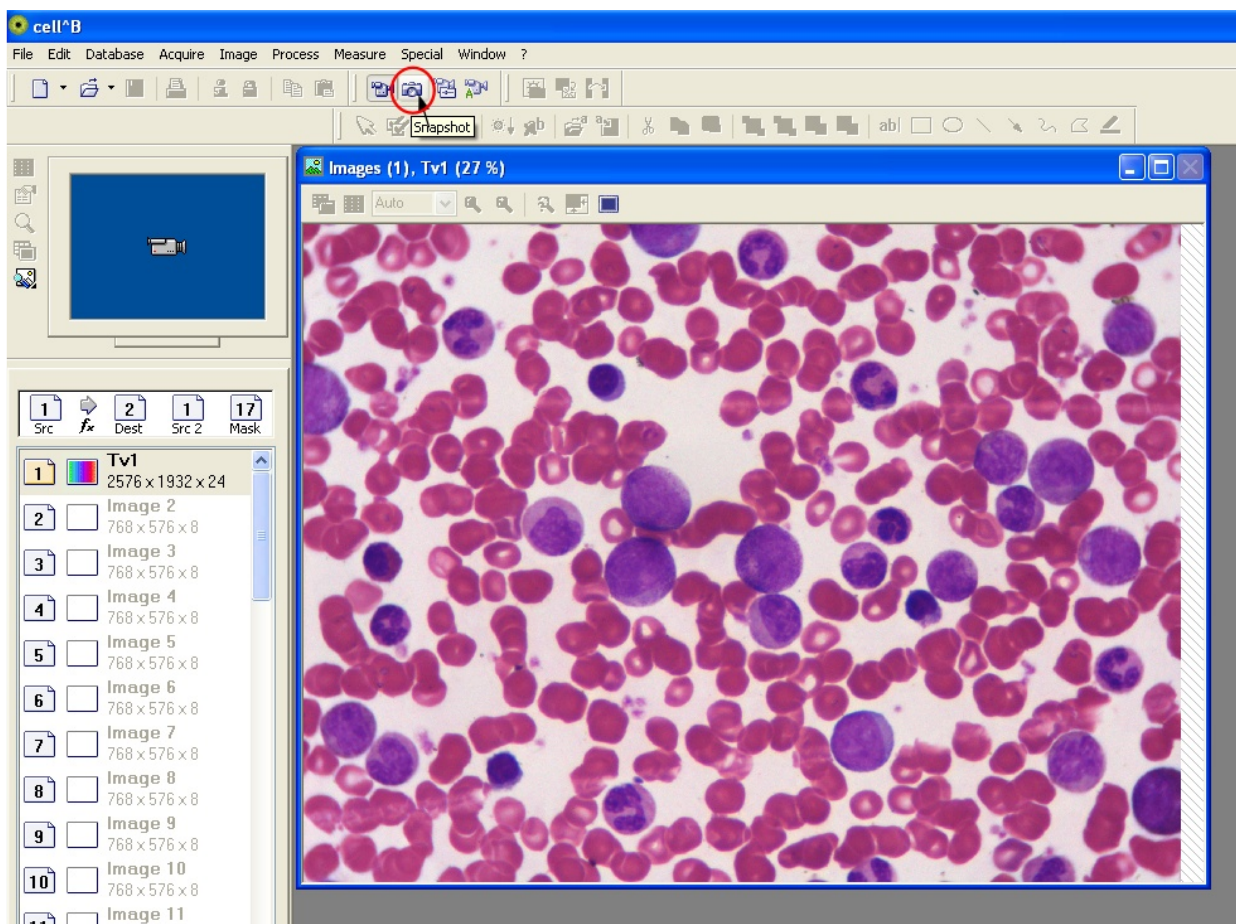 cell^B
File Edit Database Acquire Image Process Measure Special Window ?
A
Snapshot
ab
a
a
ab
Images (1), Tv1 (27 %)
Auto
1 2 1 17
Src fx Dest Src 2 Mask
1 Tv1
2576 x 1932 x 24
2 Image 2
768 x 576 x 8
3 Image 3
768 x 576 x 8
4 Image 4
768 x 576 x 8
5 Image 5
768 x 576 x 8
6 Image 6
768 x 576 x 8
7 Image 7
768 x 576 x 8
8 Image 8
768 x 576 x 8
9 Image 9
768 x 576 x 8
10 Image 10
768 x 576 x 8
11 Image 11